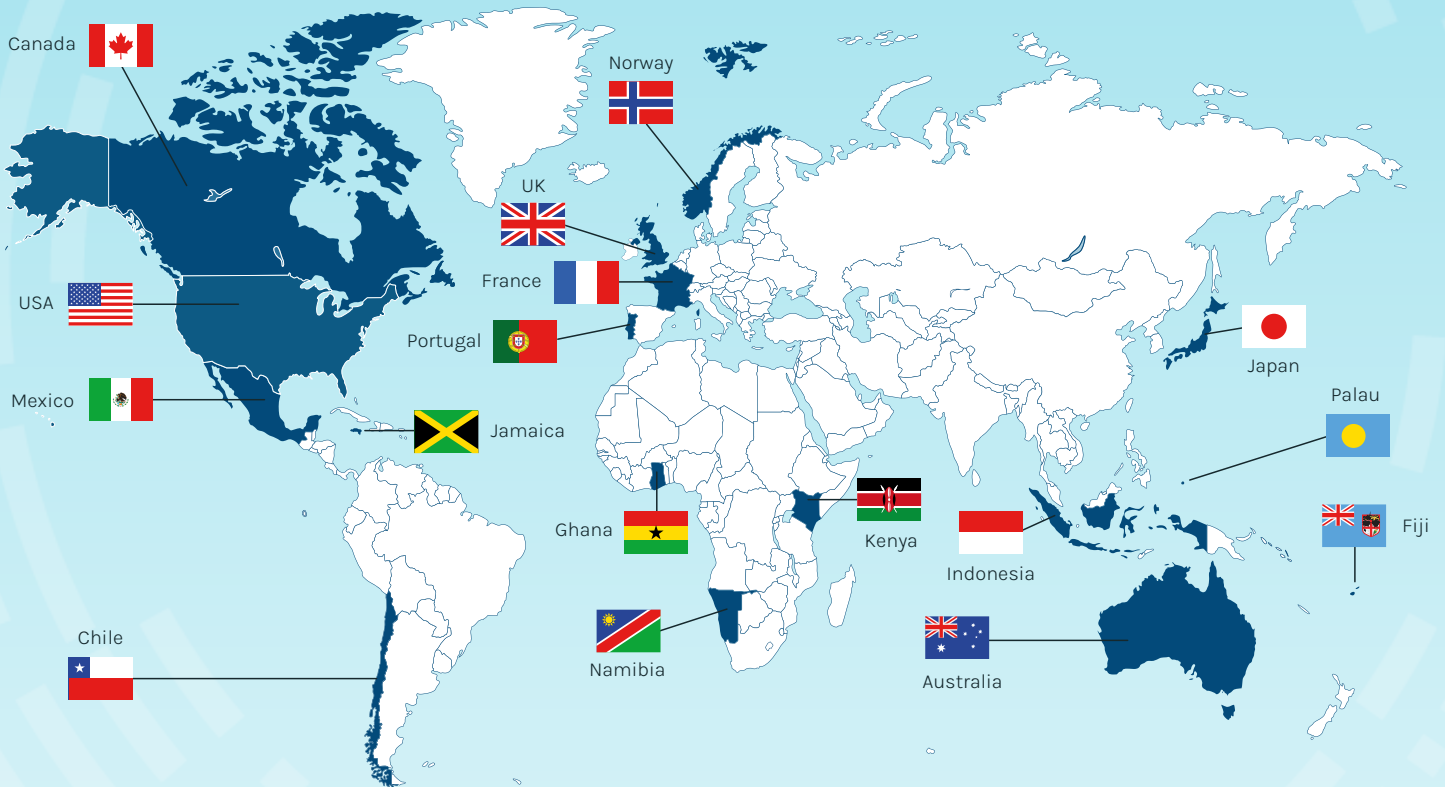 Canada
Norway
UK
France
USA
Portugal
Japan
Mexico
Palau
Jamaica
Ghana
Kenya
Fiji
Indonesia
Chile
Namibia
Australia